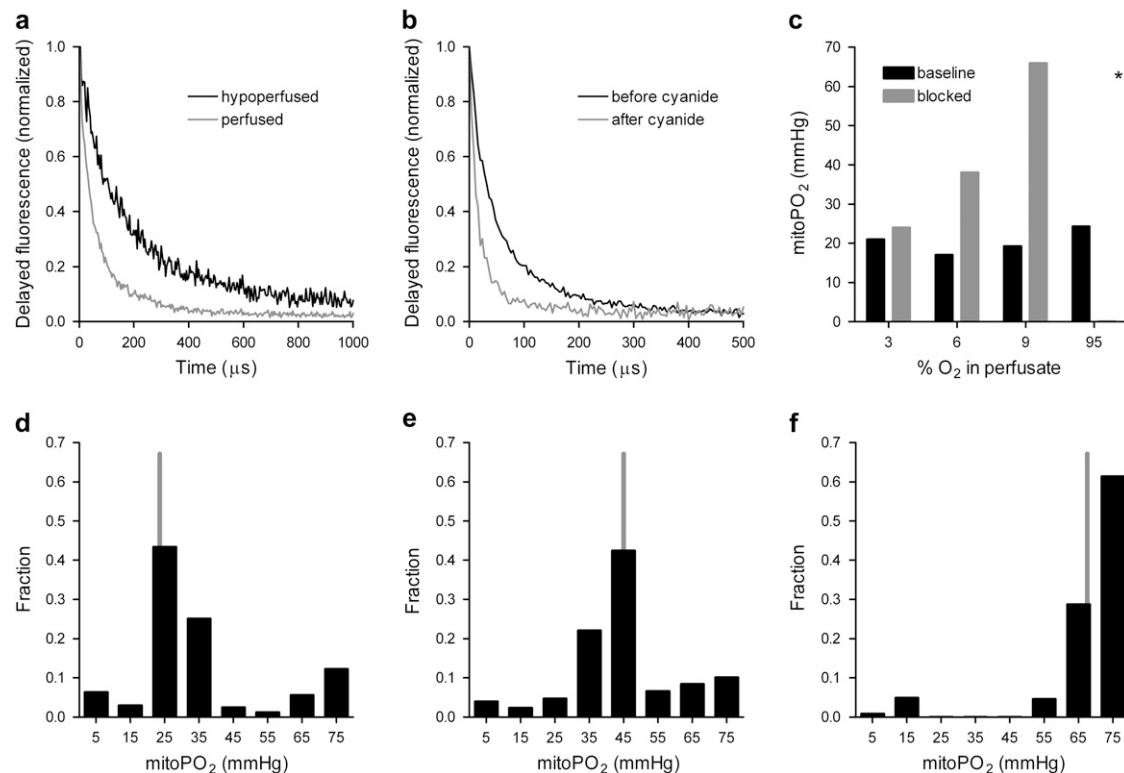 a
Delayed fluorescence (normalized)
1.0
0.8
0.6
0.4
0.2
0.0
hypoperfused
perfused
0 200 400 600 800 1000
Time (μs)
b
Delayed fluorescence (normalized)
1.0
0.8
0.6
0.4
0.2
0.0
before cyanide
after cyanide
0 100 200 300 400 500
Time (μs)
c
mitoPO₂ (mmHg)
70
60
50
40
30
20
10
0
baseline
blocked
*
3 6 9 95
% O₂ in perfusate
d
Fraction
0.7
0.6
0.5
0.4
0.3
0.2
0.1
0.0
5 15 25 35 45 55 65 75
mitoPO₂ (mmHg)
e
Fraction
0.7
0.6
0.5
0.4
0.3
0.2
0.1
0.0
5 15 25 35 45 55 65 75
mitoPO₂ (mmHg)
f
Fraction
0.7
0.6
0.5
0.4
0.3
0.2
0.1
0.0
5 15 25 35 45 55 65 75
mitoPO₂ (mmHg)